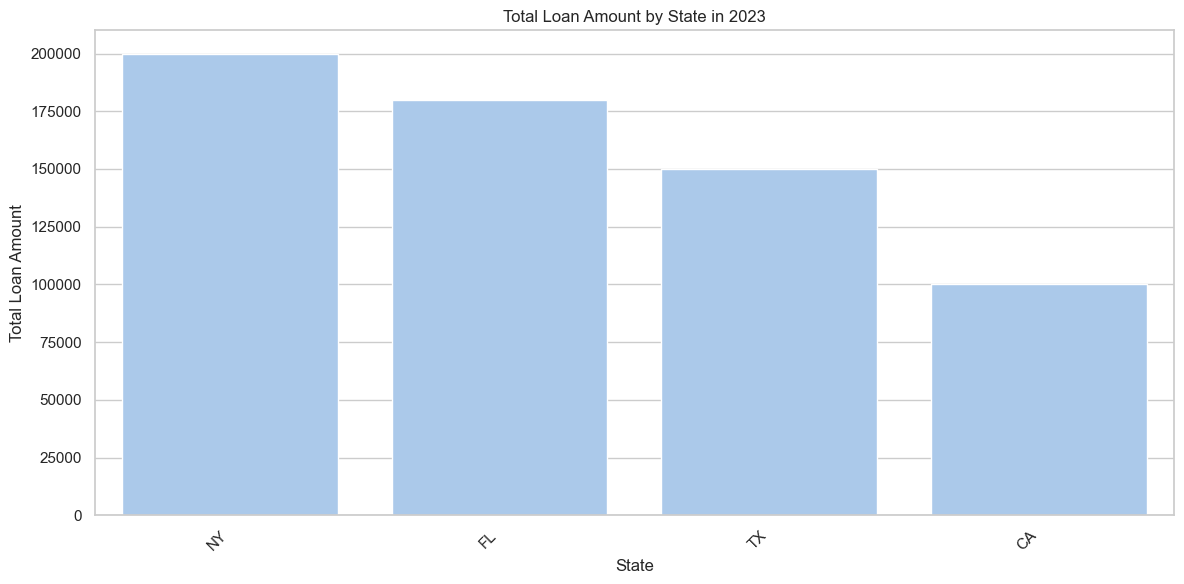 Total Loan Amount by State in 2023
Total Loan Amount
200000
175000
150000
125000
100000
75000
50000
25000
0
NY
FL
TX
CA
State